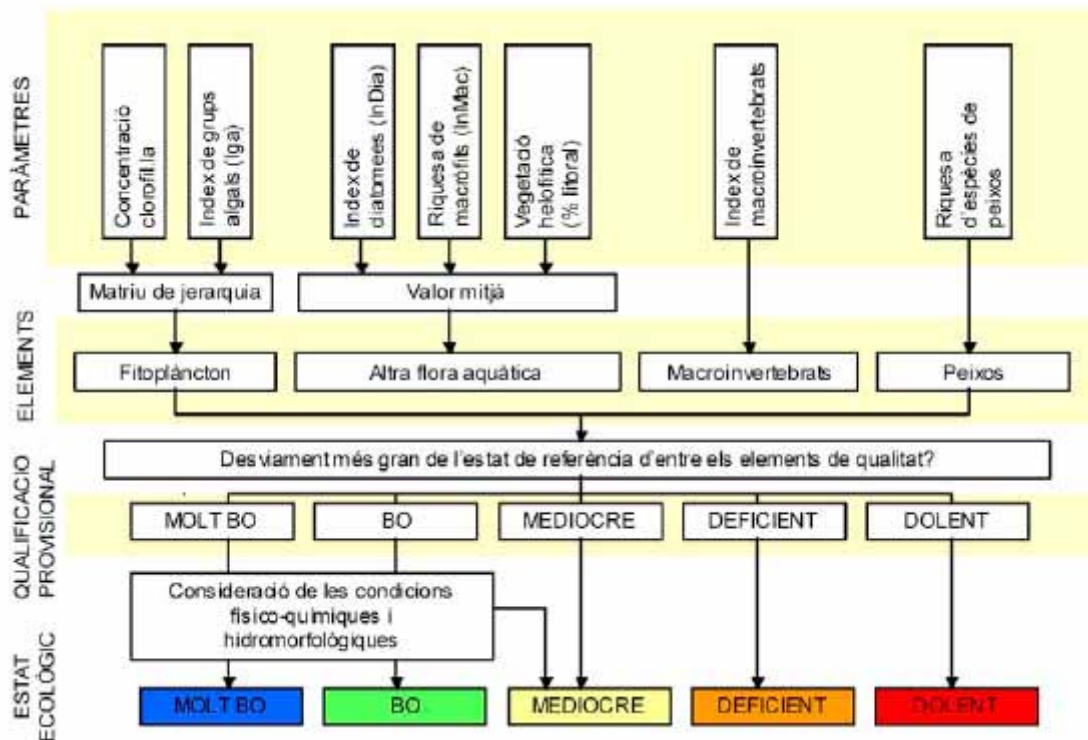 PARÀMETRES
Concentració
clorofil.la
Index de grups
algals (Iga)
Index de
diatomees (InDia)
Riquesa de
macròfits (InMac)
Vegetació
helofítica
(% litoral)
Index de
macroinvertebrats
Riquesa
d'espècies de
peixos
Matriu de jerarquia
Valor mitjà
ELEMENTS
Fitoplàncton
Altra flora aquàtica
Macroinvertebrats
Peixos
Desviament més gran de l'estat de referència d'entre els elements de qualitat?
QUALIFICACIO
PROVISIONAL
MOLT BO
BO
MEDIOCRE
DEFICIENT
DOLENT
Consideració de les condicions
físico-químiques i
hidromorfològiques
ESTAT
ECOLÒGIC
MOLT BO
BO
MEDIOCRE
DEFICIENT
DOLENT